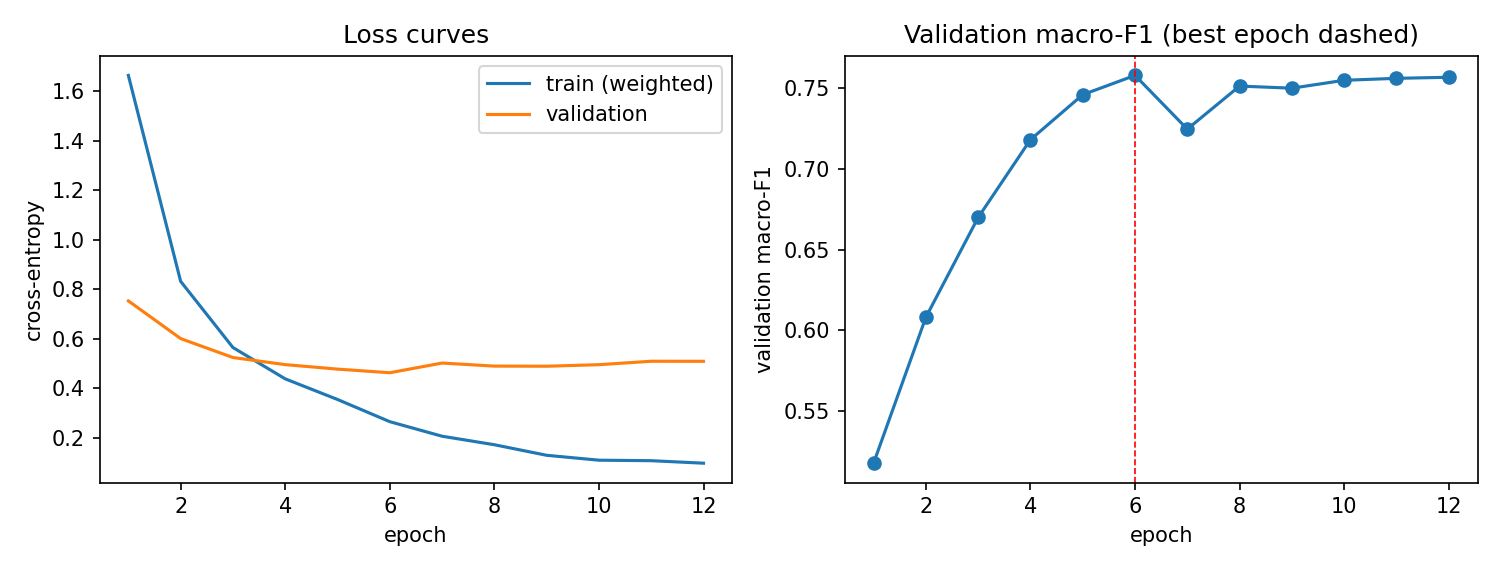 Loss curves
train (weighted)
validation
cross-entropy
1.6
1.4
1.2
1.0
0.8
0.6
0.4
0.2
2 4 6 8 10 12
epoch
Validation macro-F1 (best epoch dashed)
validation macro-F1
0.75
0.70
0.65
0.60
0.55
2 4 6 8 10 12
epoch